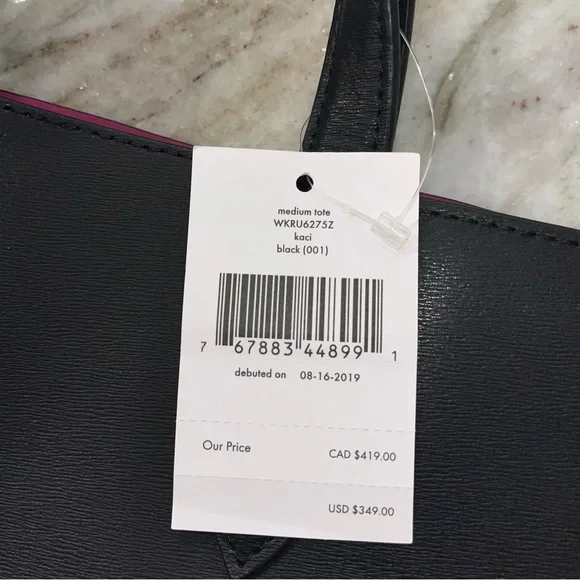 medium tote
WKRU6275Z
kaci
black (001)
7 67883 44899 1
debuted on 08-16-2019
Our Price CAD $419.00
USD $349.00